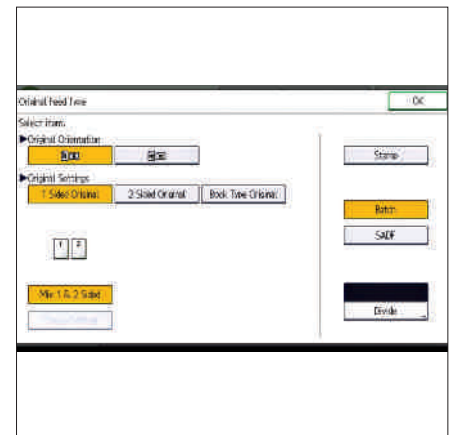 Original Feed Type
OK
Select item.
▶Original Orientation
▶Original Settings
1 Sided Original
2 Sided Original
Book Type Original
1 2
Mix 1 & 2 Sided
Stamp
Batch
SADF
Divide